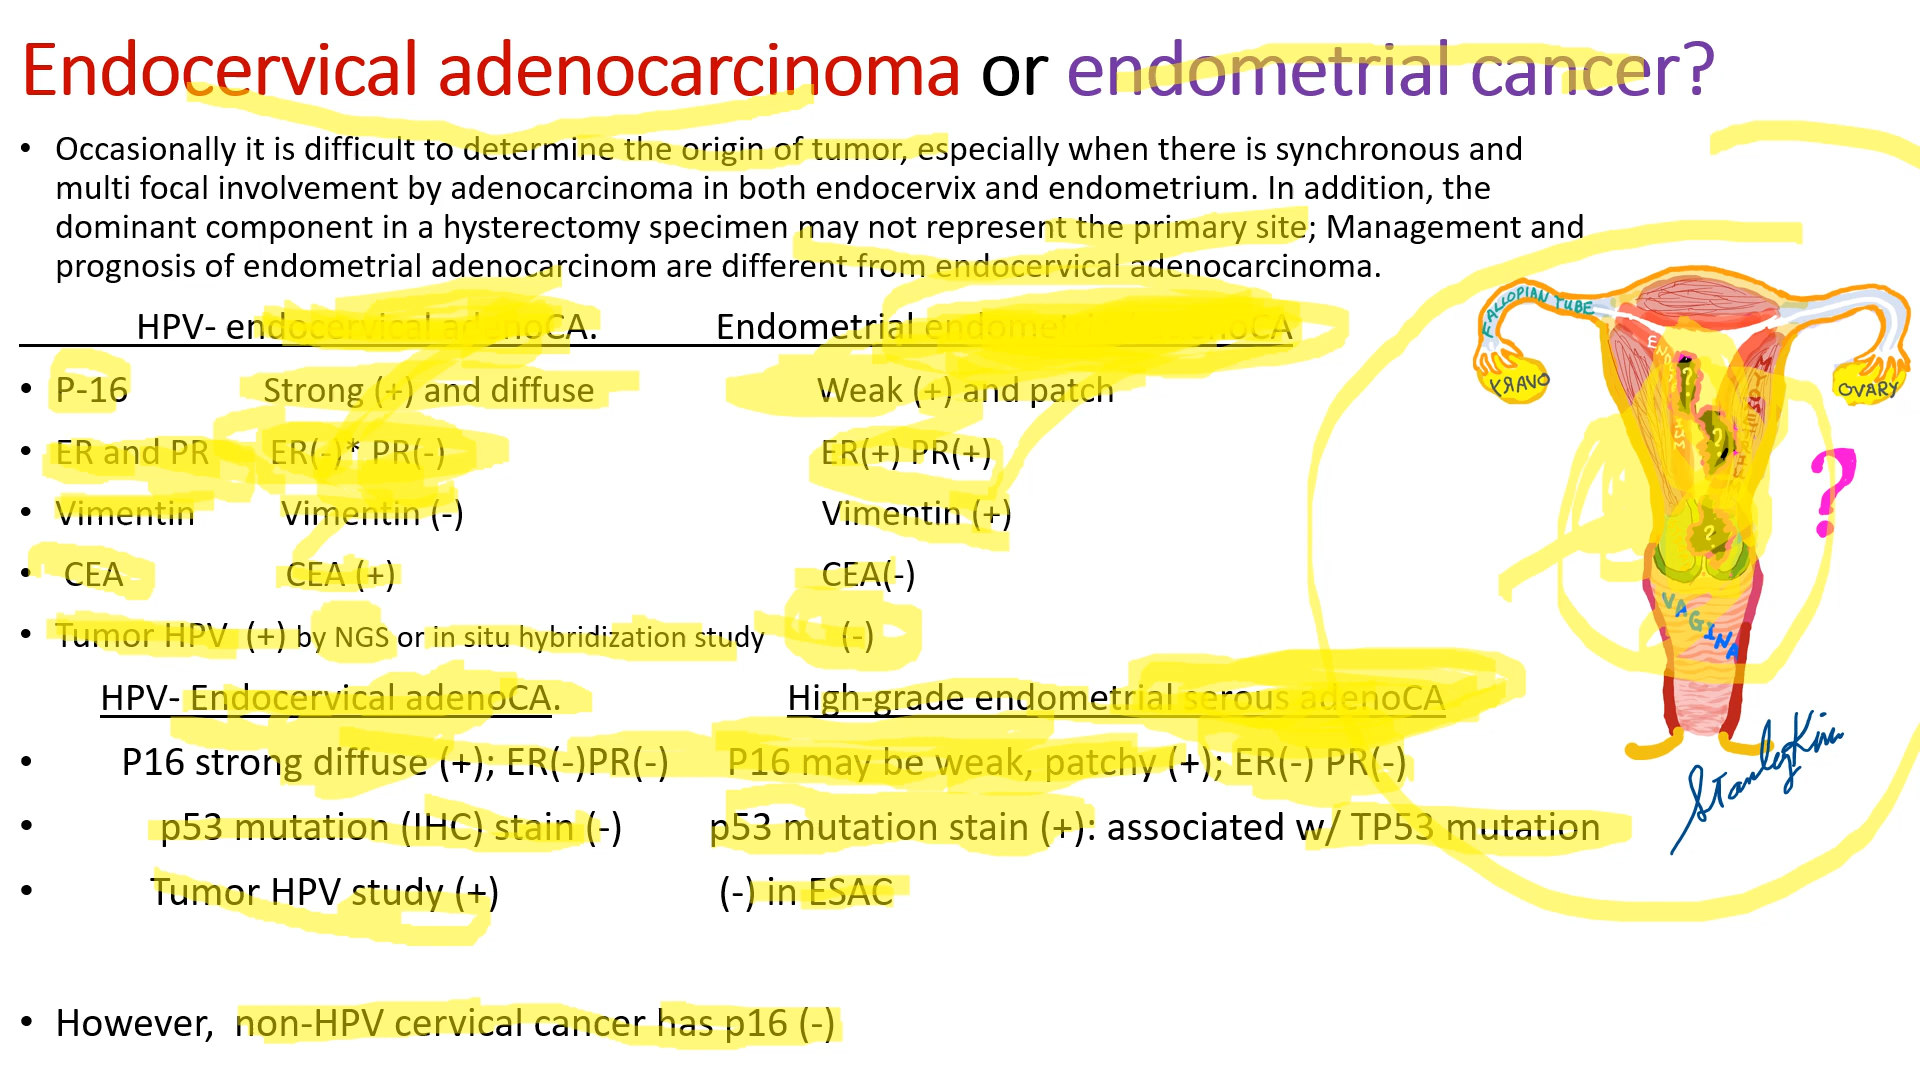 Endocervical adenocarcinoma or endometrial cancer?
• Occasionally it is difficult to determine the origin of tumor, especially when there is synchronous and
multi focal involvement by adenocarcinoma in both endocervix and endometrium. In addition, the
dominant component in a hysterectomy specimen may not represent the primary site; Management and
prognosis of endometrial adenocarcinom are different from endocervical adenocarcinoma.
HPV- endocervical adenoCA. Endometrial endometrioid adenoCA
• P-16 Strong (+) and diffuse Weak (+) and patch
• ER and PR ER(-)* PR(-) ER(+) PR(+)
• Vimentin Vimentin (-) Vimentin (+)
• CEA CEA (+) CEA(-)
• Tumor HPV (+) by NGS or in situ hybridization study (-)
HPV- Endocervical adenoCA. High-grade endometrial serous adenoCA
• P16 strong diffuse (+); ER(-)PR(-) P16 may be weak, patchy (+); ER(-) PR(-)
• p53 mutation (IHC) stain (-) p53 mutation stain (+): associated w/ TP53 mutation
• Tumor HPV study (+) (-) in ESAC
• However, non-HPV cervical cancer has p16 (-)
FALLOPIAN TUBE
OVARY
OVARY
?
?
?
?
VAGINA
Stanley Kim